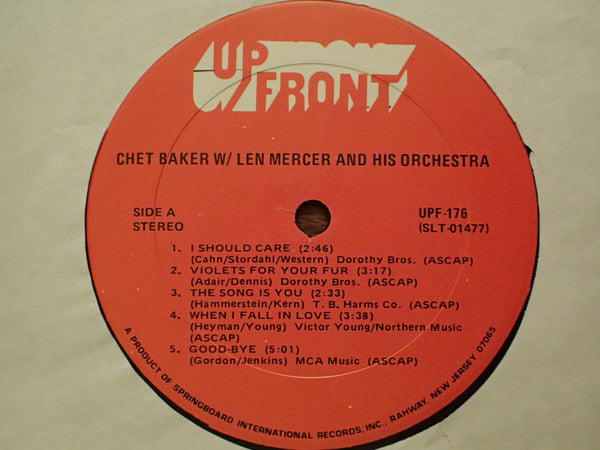 UP
FRONT
CHET BAKER W/ LEN MERCER AND HIS ORCHESTRA
SIDE A
STEREO
UPF-176
(SLT-01477)
1. I SHOULD CARE (2:46)
(Cahn/Stordahl/Western) Dorothy Bros. (ASCAP)
2. VIOLETS FOR YOUR FUR (3:17)
(Adair/Dennis) Dorothy Bros. (ASCAP)
3. THE SONG IS YOU (2:33)
(Hammerstein/Kern) T. B. Harms Co. (ASCAP)
4. WHEN I FALL IN LOVE (3:38)
(Heyman/Young) Victor Young/Northern Music
(ASCAP)
5. GOOD-BYE (5:01)
(Gordon/Jenkins) MCA Music (ASCAP)
A PRODUCT OF SPRINGBOARD INTERNATIONAL RECORDS, INC., RAHWAY, NEW JERSEY 07065